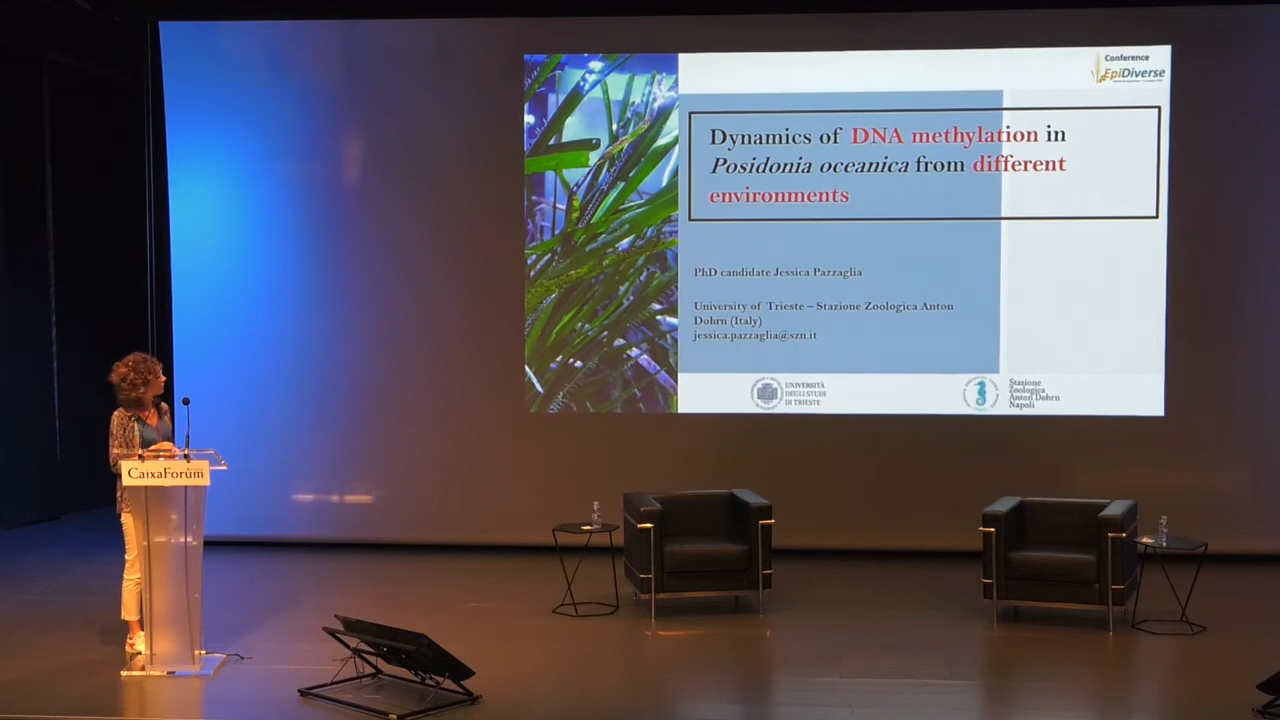 Conference
EpiDiverse
Dynamics of DNA methylation in
Posidonia oceanica from different
environments
PhD candidate Jessica Pazzaglia
University of Trieste – Stazione Zoologica Anton
Dohrn (Italy)
jessica.pazzaglia@szn.it
UNIVERSITÀ
DEGLI STUDI
DI TRIESTE
Stazione
Zoologica
Anton Dohrn
Napoli
CaixaForum